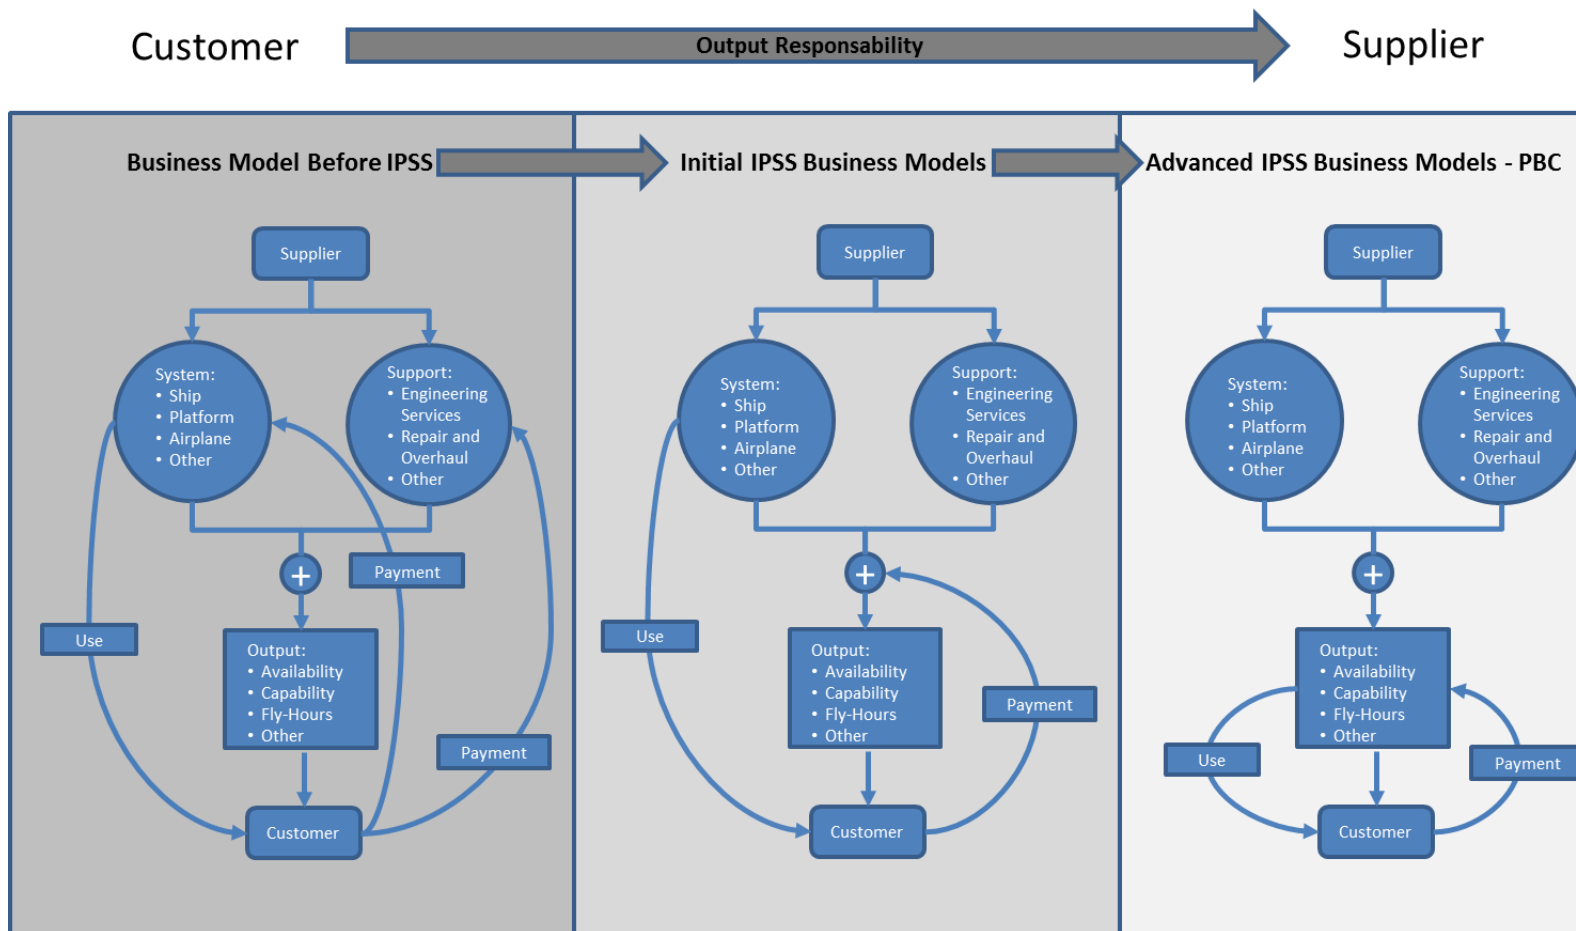 Customer
Output Responsability
Supplier
Business Model Before IPSS
Initial IPSS Business Models
Advanced IPSS Business Models - PBC
Supplier
System:
• Ship
• Platform
• Airplane
• Other
Support:
• Engineering
Services
• Repair and
Overhaul
• Other
+
Payment
Use
Output:
• Availability
• Capability
• Fly-Hours
• Other
Payment
Customer
Supplier
System:
• Ship
• Platform
• Airplane
• Other
Support:
• Engineering
Services
• Repair and
Overhaul
• Other
+
Use
Output:
• Availability
• Capability
• Fly-Hours
• Other
Payment
Customer
Supplier
System:
• Ship
• Platform
• Airplane
• Other
Support:
• Engineering
Services
• Repair and
Overhaul
• Other
+
Output:
• Availability
• Capability
• Fly-Hours
• Other
Use
Payment
Customer